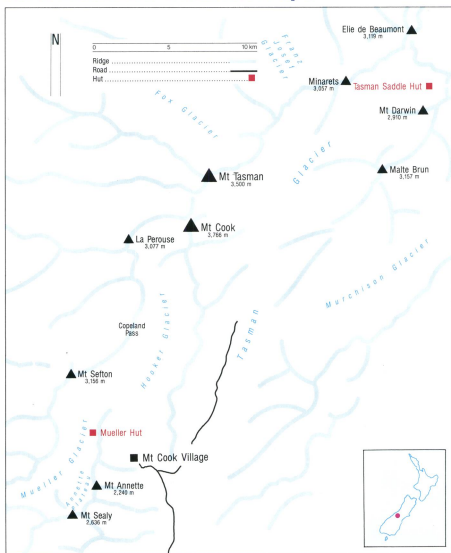 N
0 5 10 km
Ridge
Road
Hut
Elie de Beaumont
3,119 m
Franz
Josef
Glacier
Minarets
3,057 m
Tasman Saddle Hut
Mt Darwin
2,910 m
Fox Glacier
Glacier
Malte Brun
3,157 m
Mt Tasman
3,500 m
Mt Cook
3,766 m
La Perouse
3,077 m
Murchison Glacier
Tasman
Copeland
Pass
Hooker Glacier
Mt Sefton
3,156 m
Mueller Hut
Mueller Glacier
Mt Cook Village
Annette
Mt Annette
2,240 m
Mt Sealy
2,636 m